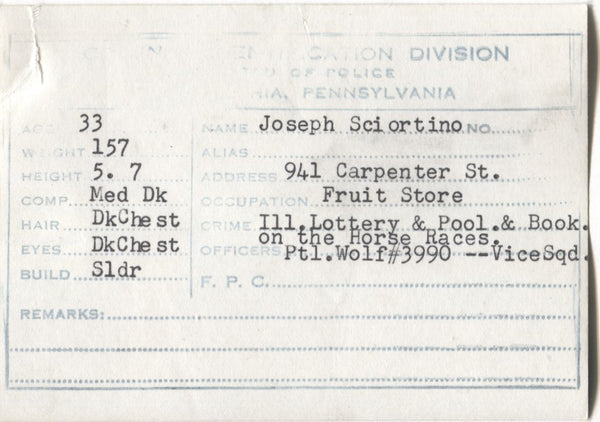 DIVISION
OF POLICE
PENNSYLVANIA
AGE 33 NAME Joseph Sciortino NO.
WEIGHT 157 ALIAS
HEIGHT 5. 7 ADDRESS 941 Carpenter St.
COMP. Med Dk OCCUPATION Fruit Store
HAIR DkChest CRIME Ill.Lottery & Pool.& Book.
on the Horse Races.
EYES DkChest OFFICERS Ptl.Wolf#3990 --ViceSqd.
BUILD Sldr F. P. C.
REMARKS: